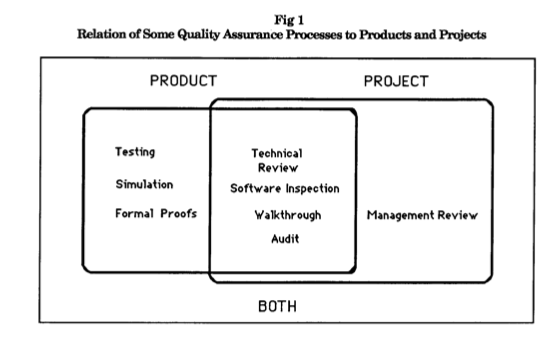 Fig 1
Relation of Some Quality Assurance Processes to Products and Projects
PRODUCT
PROJECT
Testing
Simulation
Formal Proofs
Technical
Review
Software Inspection
Walkthrough
Audit
Management Review
BOTH